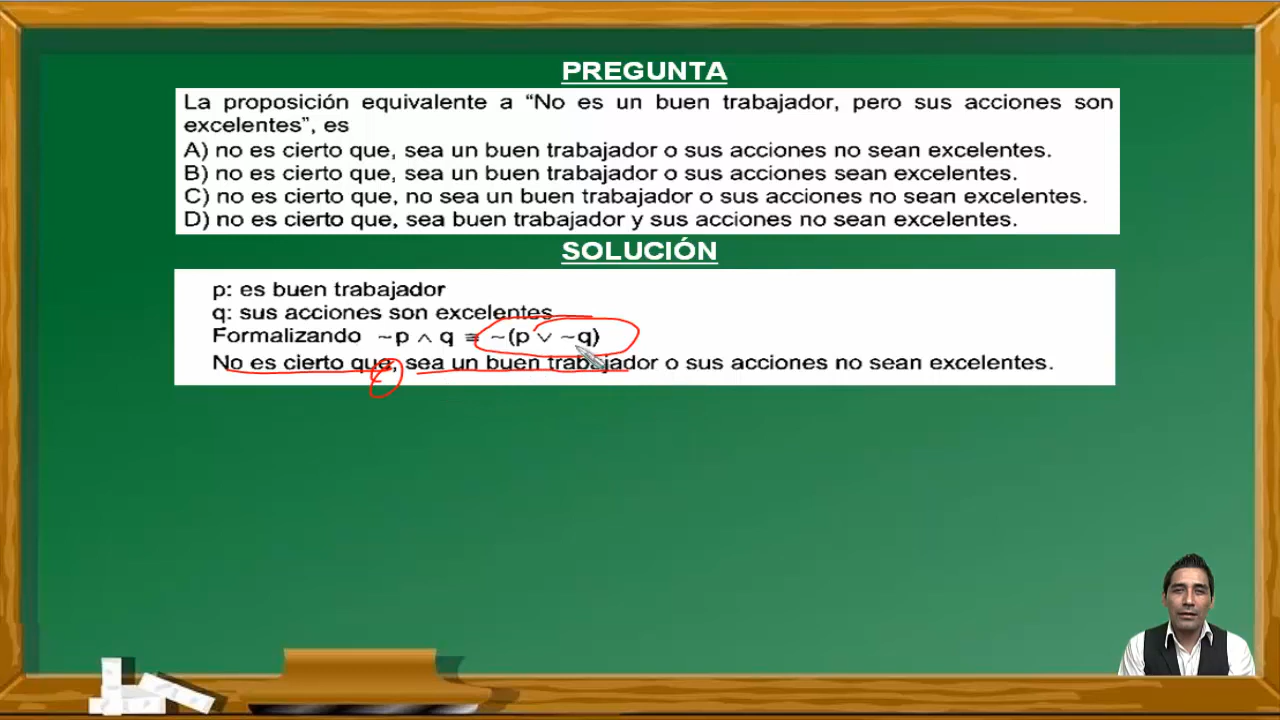 PREGUNTA
La proposición equivalente a “No es un buen trabajador, pero sus acciones son
excelentes”, es
A) no es cierto que, sea un buen trabajador o sus acciones no sean excelentes.
B) no es cierto que, sea un buen trabajador o sus acciones sean excelentes.
C) no es cierto que, no sea un buen trabajador o sus acciones no sean excelentes.
D) no es cierto que, sea buen trabajador y sus acciones no sean excelentes.
SOLUCIÓN
p: es buen trabajador
q: sus acciones son excelentes
Formalizando ~p ∧ q ≡ ~(p ∨ ~q)
No es cierto que, sea un buen trabajador o sus acciones no sean excelentes.